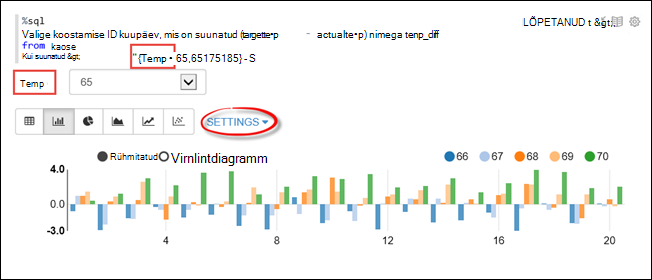 %sql
LÕPETANUD t &gt;
Valige koostamise ID kuupäev, mis on suunatud (targette•p - actualte•p) nimega tenp_diff
from kaose
Kui suunatud &gt; "{Temp • 65,65175185}-S
Temp 65
SETTINGS
Rühmitatud Virnlintdiagramm 66 67 68 69 70
4.0
0.0
-3.0
4 8 12 16 20